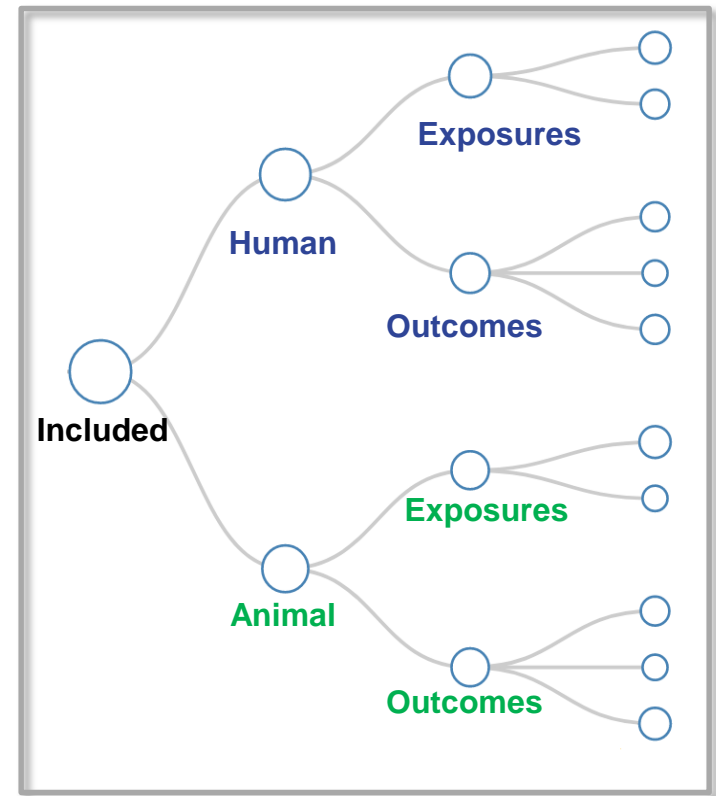 Exposures
Human
Outcomes
Included
Exposures
Animal
Outcomes